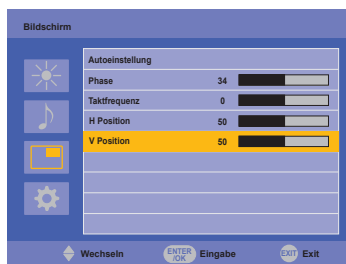 Bildschirm
Autoeinstellung
Phase 34
Taktfrequenz 0
H Position 50
V Position 50
Wechseln ENTER /OK Eingabe EXIT Exit